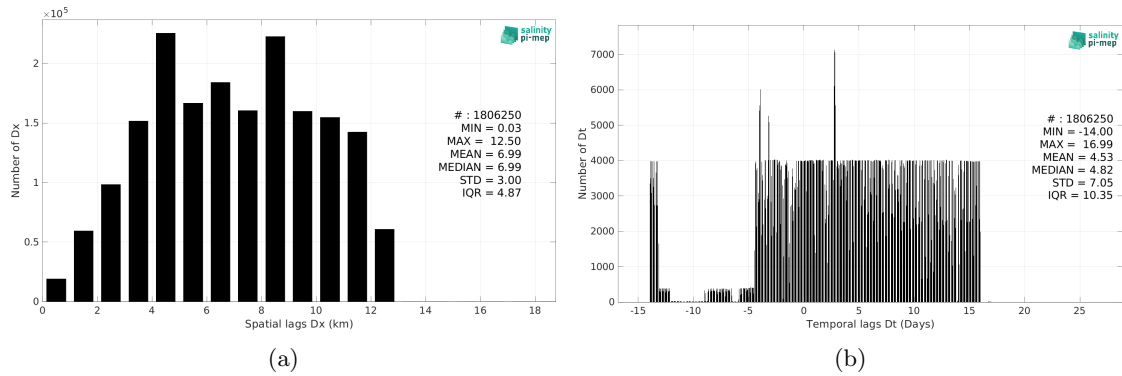 ×10⁵
salinity
pi-mep
2
1.5
1
0.5
0
Number of Dx
# : 1806250
MIN = 0.03
MAX = 12.50
MEAN = 6.99
MEDIAN = 6.99
STD = 3.00
IQR = 4.87
0 2 4 6 8 10 12 14 16 18
Spatial lags Dx (km)
(a)
salinity
pi-mep
7000
6000
5000
4000
3000
2000
1000
0
Number of Dt
# : 1806250
MIN = -14.00
MAX = 16.99
MEAN = 4.53
MEDIAN = 4.82
STD = 7.05
IQR = 10.35
-15 -10 -5 0 5 10 15 20 25
Temporal lags Dt (Days)
(b)